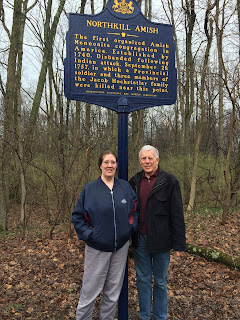 NORTHKILL AMISH
The first organized Amish
Mennonite congregation in
America. Established by
1740. Disbanded following
Indian attack, September 20,
1757, in which a Provincial
soldier and three members of
the Jacob Hochstetler family
were killed near this point.